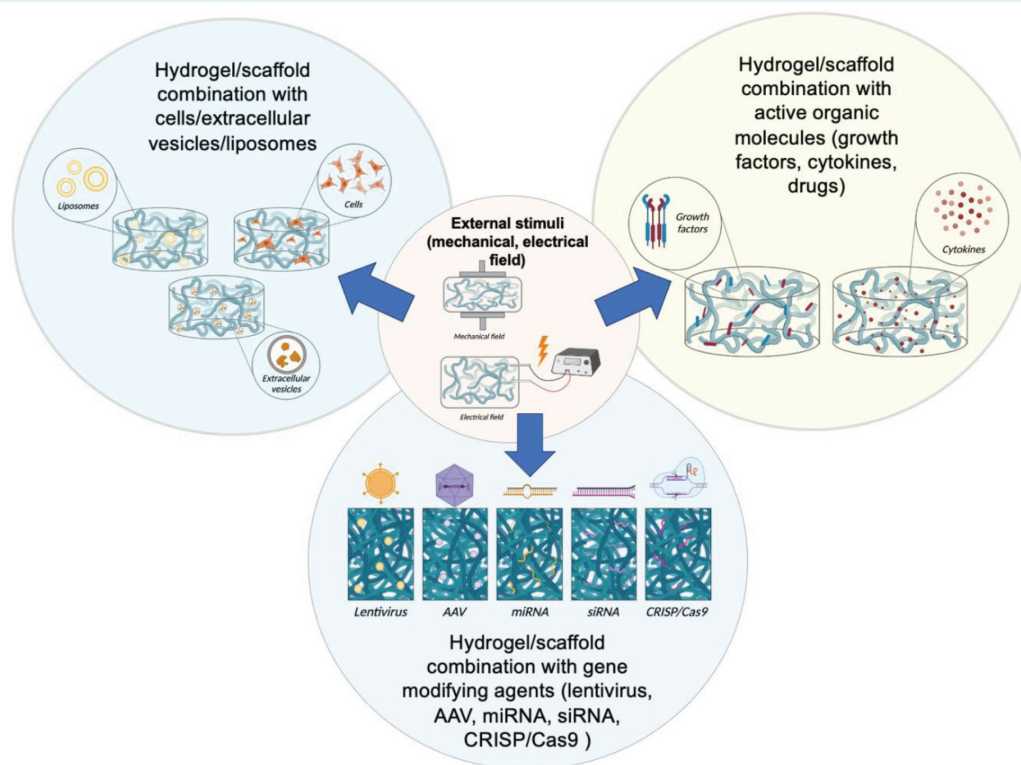 Hydrogel/scaffold
combination with
cells/extracellular
vesicles/liposomes
Liposomes
Cells
Extracellular
vesicles
Hydrogel/scaffold
combination with
active organic
molecules (growth
factors, cytokines,
drugs)
Growth
factors
Cytokines
External stimuli
(mechanical, electrical
field)
Mechanical field
Electrical field
Lentivirus
AAV
miRNA
siRNA
CRISP/Cas9
Hydrogel/scaffold
combination with gene
modifying agents (lentivirus,
AAV, miRNA, siRNA,
CRISP/Cas9 )